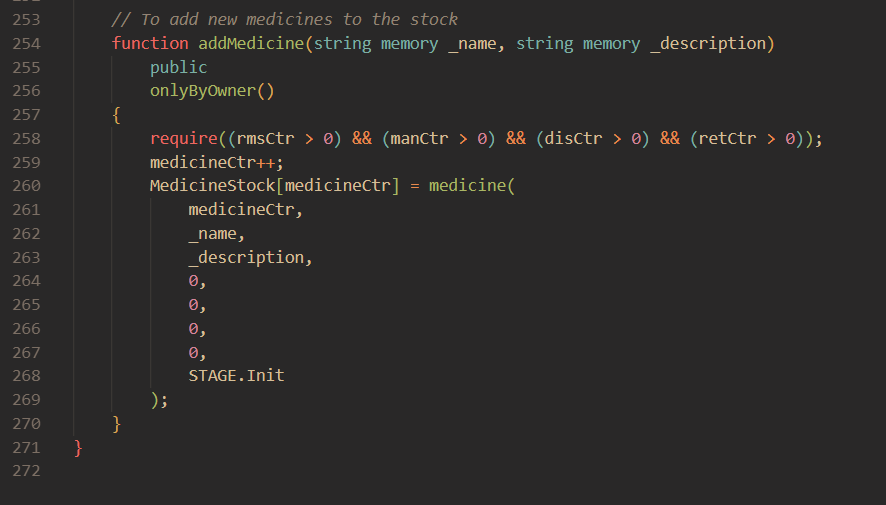 253 // To add new medicines to the stock
254 function addMedicine(string memory _name, string memory _description)
255 public
256 onlyByOwner()
257 {
258 require((rmsCtr > 0) && (manCtr > 0) && (disCtr > 0) && (retCtr > 0));
259 medicineCtr++;
260 MedicineStock[medicineCtr] = medicine(
261 medicineCtr,
262 _name,
263 _description,
264 0,
265 0,
266 0,
267 0,
268 STAGE.Init
269 );
270 }
271 }
272